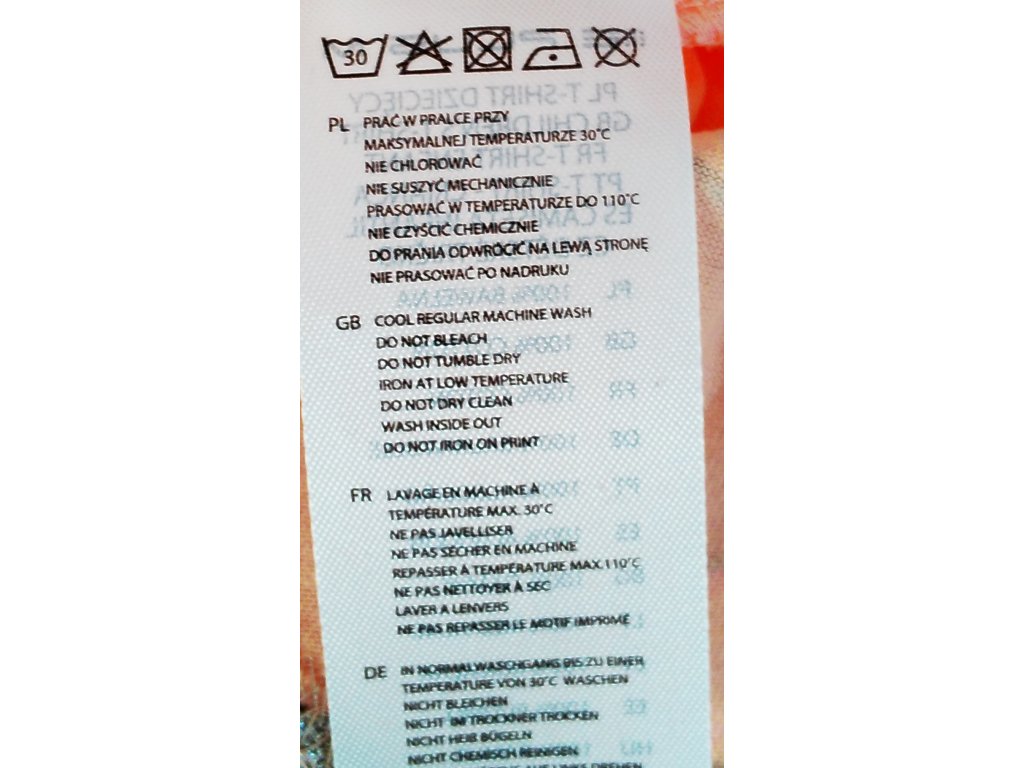 30
PL PRAĆ W PRALCE PRZY
MAKSYMALNEJ TEMPERATURZE 30°C
NIE CHLOROWAĆ
NIE SUSZYĆ MECHANICZNIE
PRASOWAĆ W TEMPERATURZE DO 110°C
NIE CZYŚCIĆ CHEMICZNIE
DO PRANIA ODWRÓCIĆ NA LEWĄ STRONĘ
NIE PRASOWAĆ PO NADRUKU
GB COOL REGULAR MACHINE WASH
DO NOT BLEACH
DO NOT TUMBLE DRY
IRON AT LOW TEMPERATURE
DO NOT DRY CLEAN
WASH INSIDE OUT
DO NOT IRON ON PRINT
FR LAVAGE EN MACHINE À
TEMPÉRATURE MAX. 30°C
NE PAS JAVELLISER
NE PAS SÉCHER EN MACHINE
REPASSER À TEMPÉRATURE MAX.110°C
NE PAS NETTOYER À SEC
LAVER A LENVERS
NE PAS REPASSER LE MOTIF IMPRIMÉ
DE IN NORMALWASCHGANG BIS ZU EINER
TEMPERATURE VON 30°C WASCHEN
NICHT BLEICHEN
NICHT IM TROCKNER TROCKEN
NICHT HEIß BÜGELN
NICHT CHEMISCH REINIGEN
AUF LINKS DREHEN